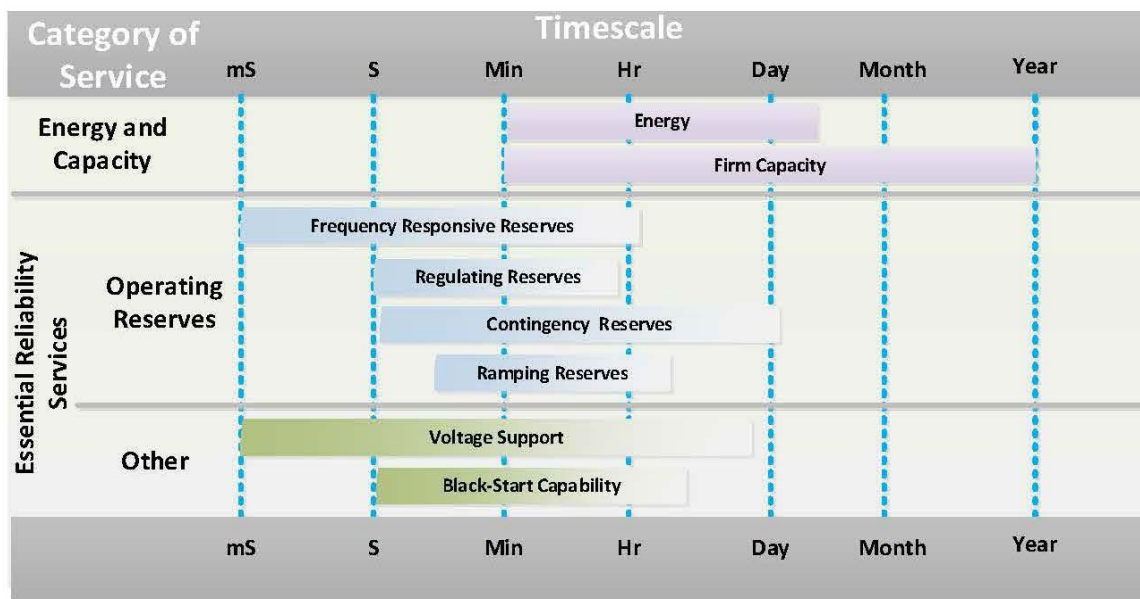 Category of
Service
Timescale
mS S Min Hr Day Month Year
Energy and
Capacity
Energy
Firm Capacity
Essential Reliability
Services
Operating
Reserves
Frequency Responsive Reserves
Regulating Reserves
Contingency Reserves
Ramping Reserves
Other
Voltage Support
Black-Start Capability
mS S Min Hr Day Month Year